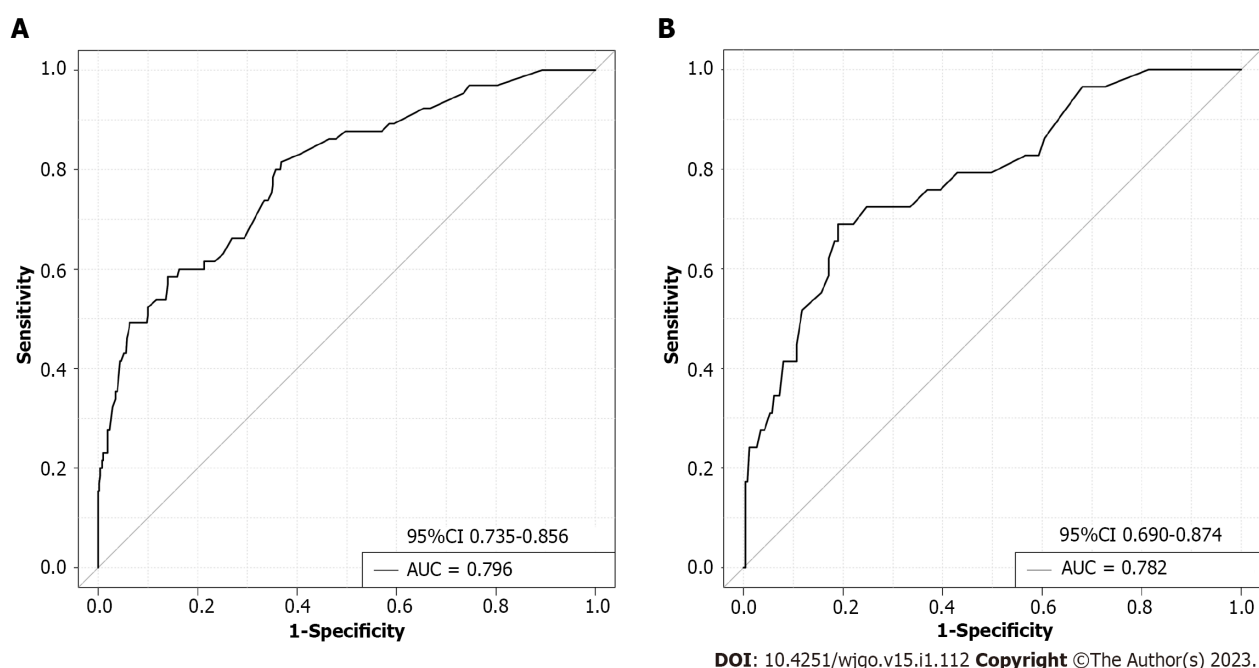 A
B
1.0
0.8
0.6
0.4
0.2
0.0
Sensitivity
95%CI 0.735-0.856
AUC = 0.796
0.0 0.2 0.4 0.6 0.8 1.0
1-Specificity
1.0
0.8
0.6
0.4
0.2
0.0
Sensitivity
95%CI 0.690-0.874
AUC = 0.782
0.0 0.2 0.4 0.6 0.8 1.0
1-Specificity
DOI: 10.4251/wjgo.v15.i1.112 Copyright ©The Author(s) 2023.